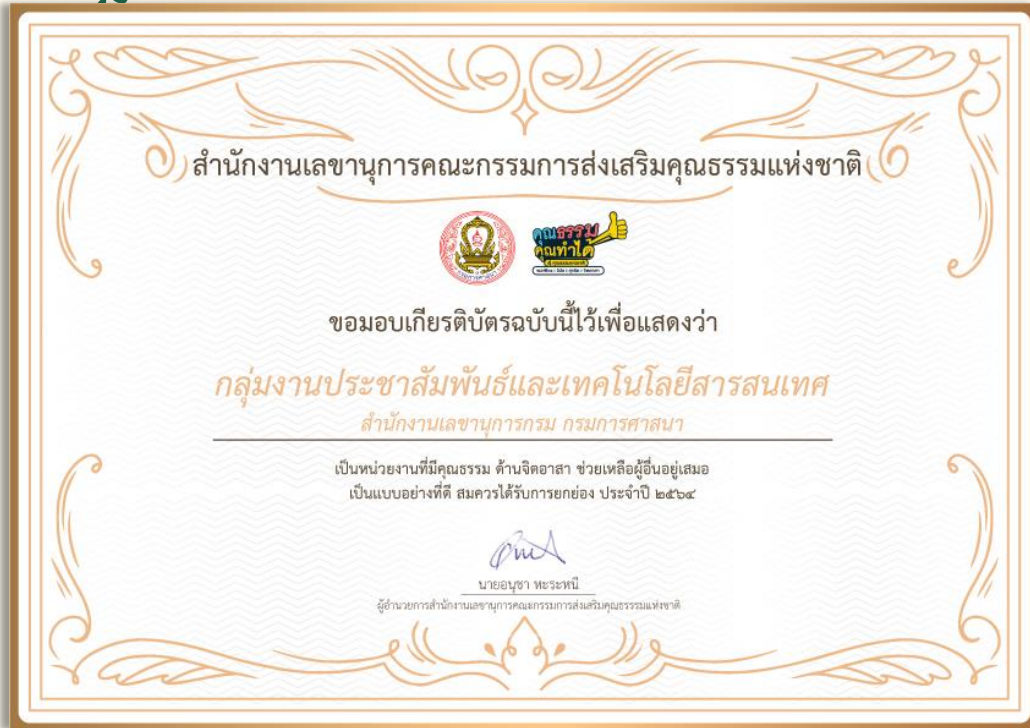 สำนักงานเลขานุการคณะกรรมการส่งเสริมคุณธรรมแห่งชาติ
กรมการศาสนา
คุณธรรม
คุณทำได้
ขอมอบเกียรติบัตรฉบับนี้ไว้เพื่อแสดงว่า
กลุ่มงานประชาสัมพันธ์และเทคโนโลยีสารสนเทศ
สำนักงานเลขานุการกรม กรมการศาสนา
เป็นหน่วยงานที่มีคุณธรรม ด้านจิตอาสา ช่วยเหลือผู้อื่นอยู่เสมอ
เป็นแบบอย่างที่ดี สมควรได้รับการยกย่อง ประจำปี ๒๕๖๔
นายอนุชา หะระหนี
ผู้อำนวยการสำนักงานเลขานุการคณะกรรมการส่งเสริมคุณธรรมแห่งชาติ